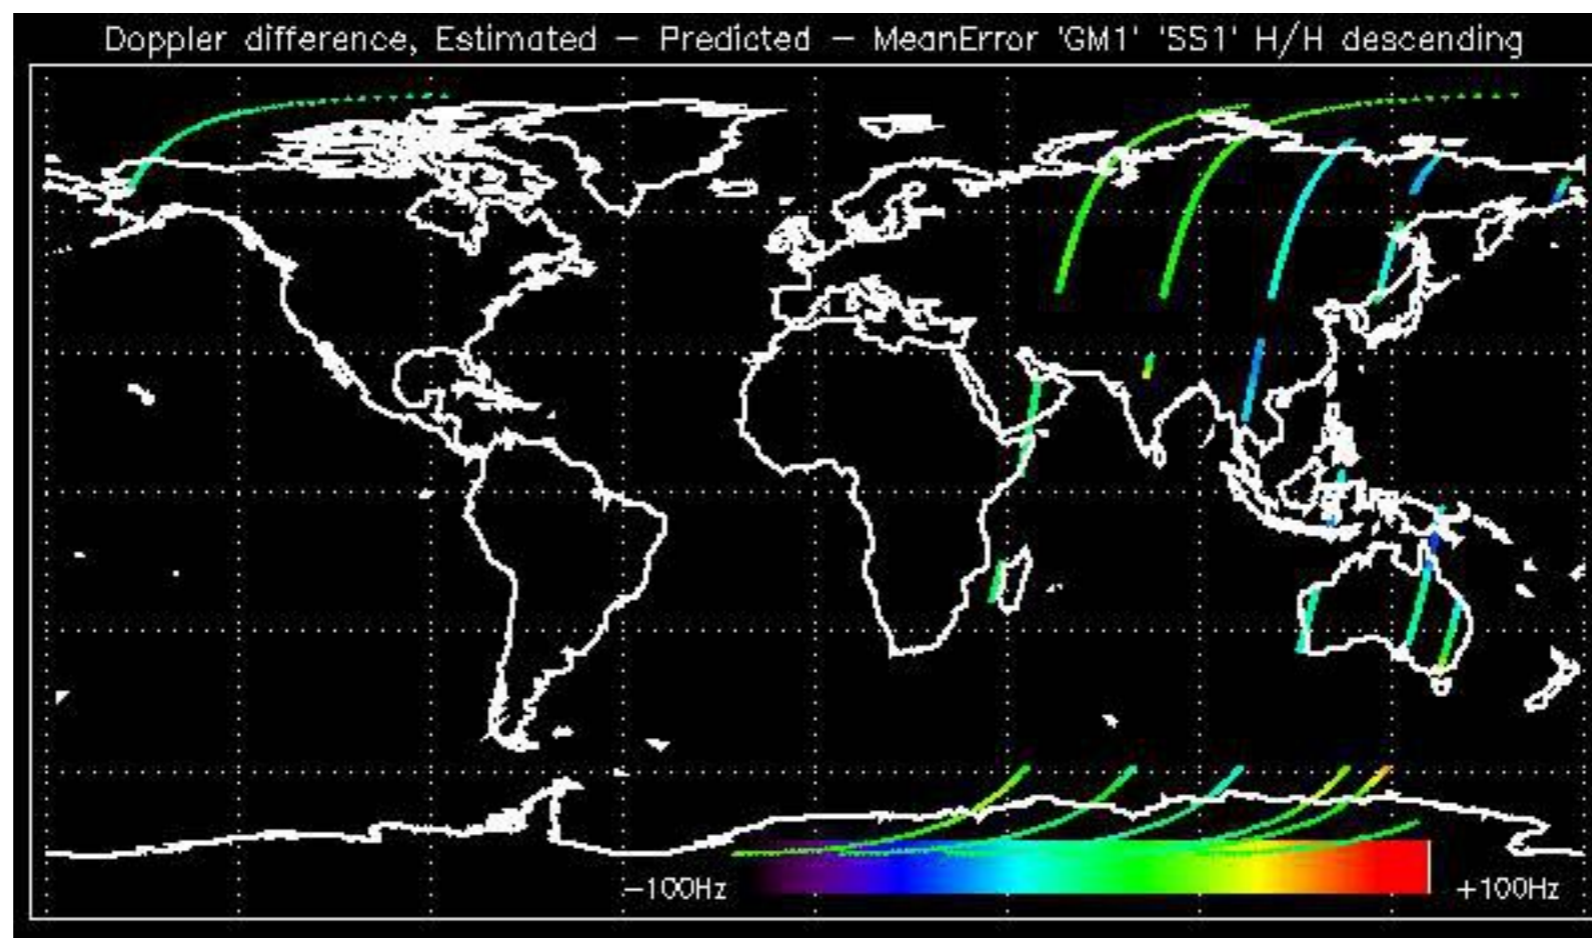 Doppler difference, Estimated – Predicted – MeanError 'GM1' 'SS1' H/H descending
–100Hz
+100Hz